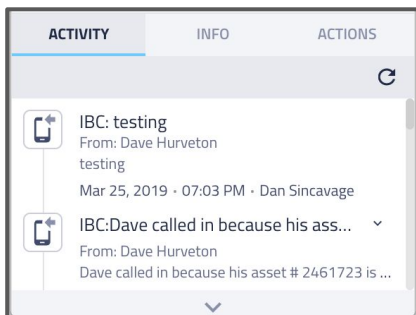 ACTIVITY INFO ACTIONS
IBC: testing
From: Dave Hurveton
testing
Mar 25, 2019 • 07:03 PM • Dan Sincavage
IBC:Dave called in because his ass...
From: Dave Hurveton
Dave called in because his asset # 2461723 is ...